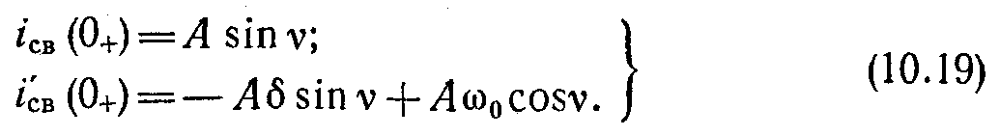 i_св (0₊) = A sin ν;
i′_св (0₊) = — Aδ sin ν + Aω₀ cos ν.
(10.19)